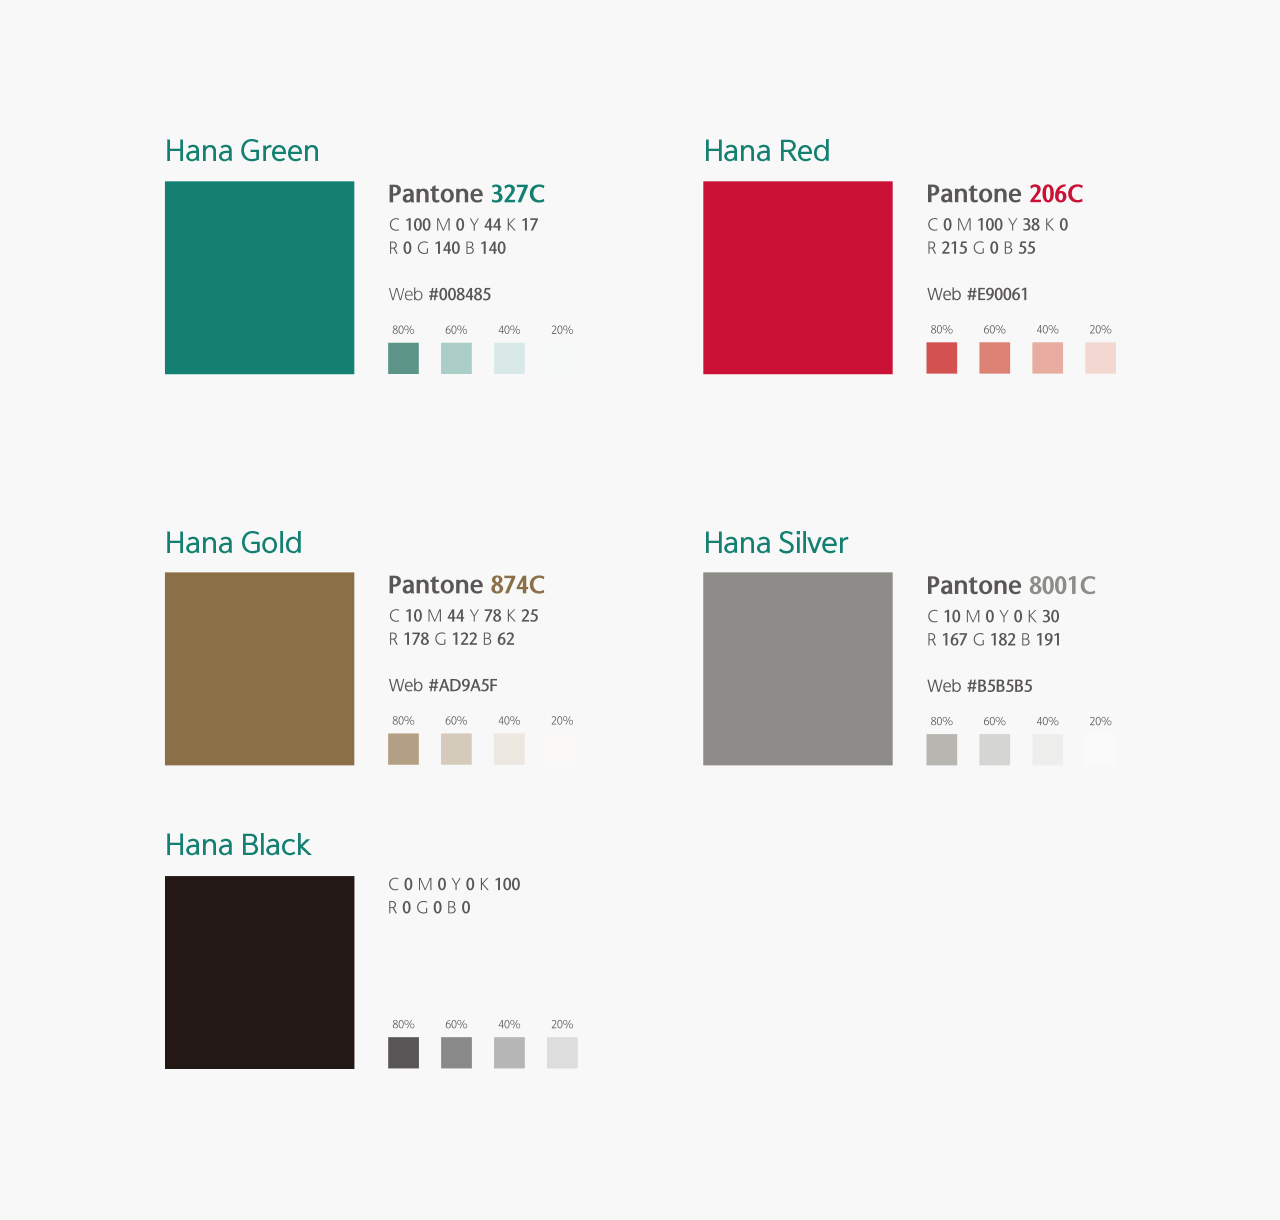 Hana Green
Pantone 327C
C 100 M 0 Y 44 K 17
R 0 G 140 B 140
Web #008485
80% 60% 40% 20%
Hana Red
Pantone 206C
C 0 M 100 Y 38 K 0
R 215 G 0 B 55
Web #E90061
80% 60% 40% 20%
Hana Gold
Pantone 874C
C 10 M 44 Y 78 K 25
R 178 G 122 B 62
Web #AD9A5F
80% 60% 40% 20%
Hana Silver
Pantone 8001C
C 10 M 0 Y 0 K 30
R 167 G 182 B 191
Web #B5B5B5
80% 60% 40% 20%
Hana Black
C 0 M 0 Y 0 K 100
R 0 G 0 B 0
80% 60% 40% 20%